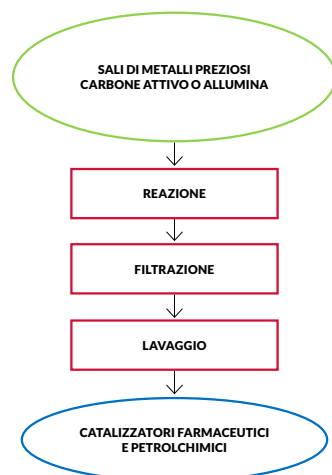 SALI DI METALLI PREZIOSI
CARBONE ATTIVO O ALLUMINA
REAZIONE
FILTRAZIONE
LAVAGGIO
CATALIZZATORI FARMACEUTICI
E PETROLCHIMICI